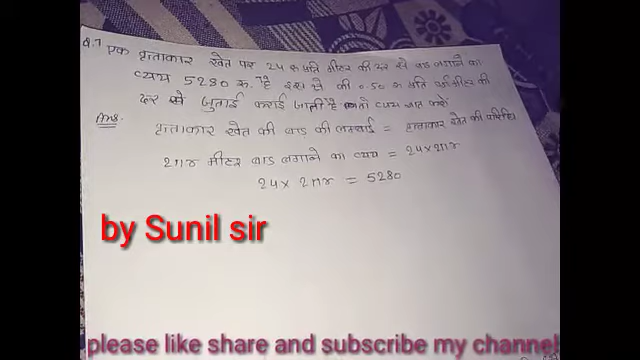 Q.7 एक वृत्ताकार खेत पर 24 रू प्रति मीटर की दर से बाड़ लगाने का
व्यय 5280 रू. है इस खेत की 0.50 रू प्रति वर्गमीटर की
दर से जुताई कराई जाती है तो व्यय ज्ञात करो
Ans. वृत्ताकार खेत की बाड़ की लम्बाई = वृत्ताकार खेत की परिधि
2πr मीटर बाड़ लगाने का व्यय = 24×2πr
24× 2πr = 5280
by Sunil sir
please like share and subscribe my channel